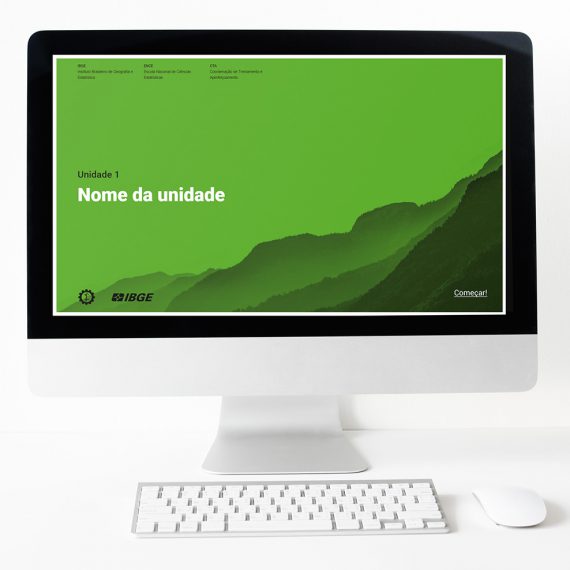 IBGE
Instituto Brasileiro de Geografia e
Estatística
ENCE
Escola Nacional de Ciências
Estatísticas
CTA
Coordenação de Treinamento e
Aperfeiçoamento
Unidade 1
Nome da unidade
IBGE
Começar!